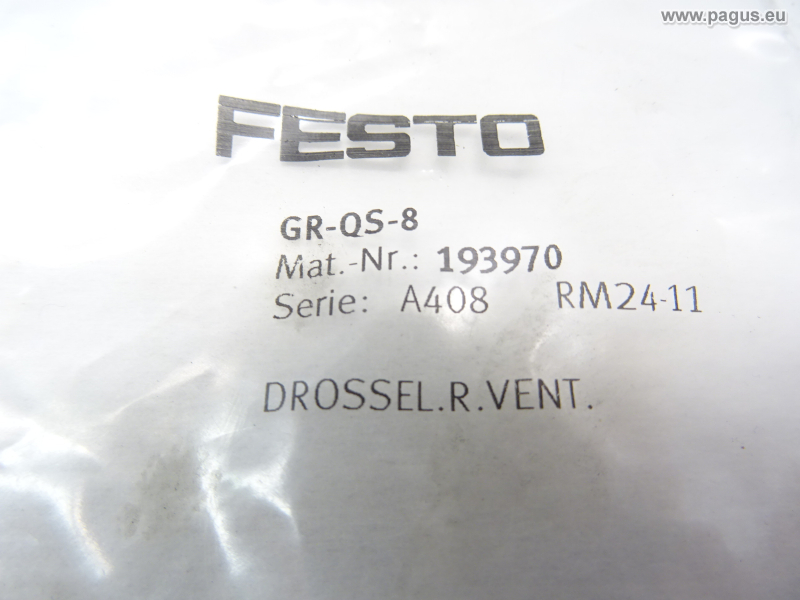 www.pagus.eu
FESTO
GR-QS-8
Mat.-Nr.: 193970
Serie: A408 RM24-11
DROSSEL.R.VENT.